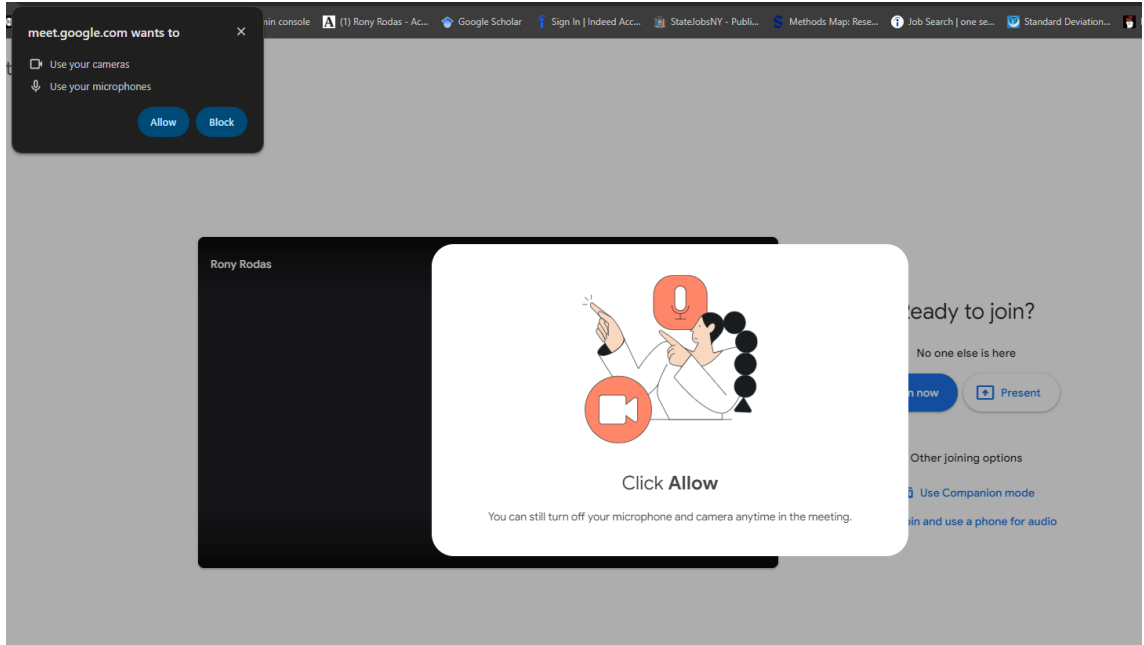 min console
(1) Rony Rodas - Ac...
Google Scholar
Sign In | Indeed Acc...
StateJobsNY - Publi...
Methods Map: Rese...
Job Search | one se...
Standard Deviation...
meet.google.com wants to
Use your cameras
Use your microphones
Allow
Block
Rony Rodas
Click Allow
You can still turn off your microphone and camera anytime in the meeting.
eady to join?
No one else is here
n now
Present
Other joining options
Use Companion mode
in and use a phone for audio